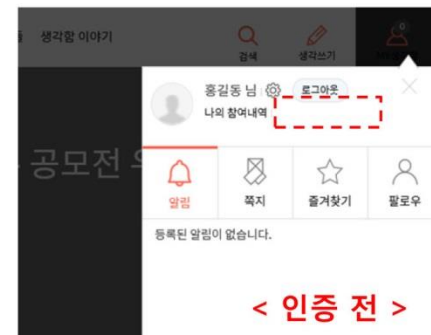 생각함 이야기
검색
생각쓰기
0
홍길동 님
로그아웃
나의 참여내역
공모전
알림
쪽지
즐겨찾기
팔로우
등록된 알림이 없습니다.
< 인증 전 >